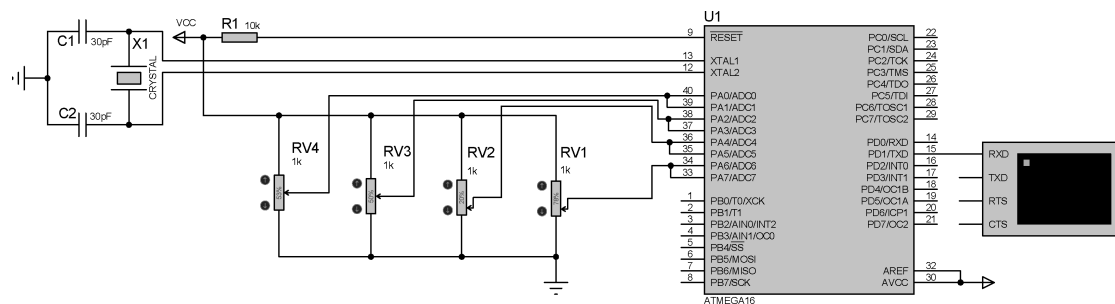 U1
VCC
R1
10k
9
RESET
PC0/SCL
22
PC1/SDA
23
C1
30pF
X1
CRYSTAL
13
XTAL1
PC2/TCK
24
12
XTAL2
PC3/TMS
25
PC4/TDO
26
40
PA0/ADC0
PC5/TDI
27
39
PA1/ADC1
PC6/TOSC1
28
38
PA2/ADC2
PC7/TOSC2
29
C2
30pF
37
PA3/ADC3
36
PA4/ADC4
PD0/RXD
14
35
PA5/ADC5
PD1/TXD
15
34
PA6/ADC6
PD2/INT0
16
33
PA7/ADC7
PD3/INT1
17
PD4/OC1B
18
1
PB0/T0/XCK
PD5/OC1A
19
2
PB1/T1
PD6/ICP1
20
3
PB2/AIN0/INT2
PD7/OC2
21
4
PB3/AIN1/OC0
5
PB4/SS
6
PB5/MOSI
7
PB6/MISO
AREF
32
8
PB7/SCK
AVCC
30
ATMEGA16
RV4
1k
RV3
1k
50%
RV2
1k
RV1
1k
RXD
TXD
RTS
CTS